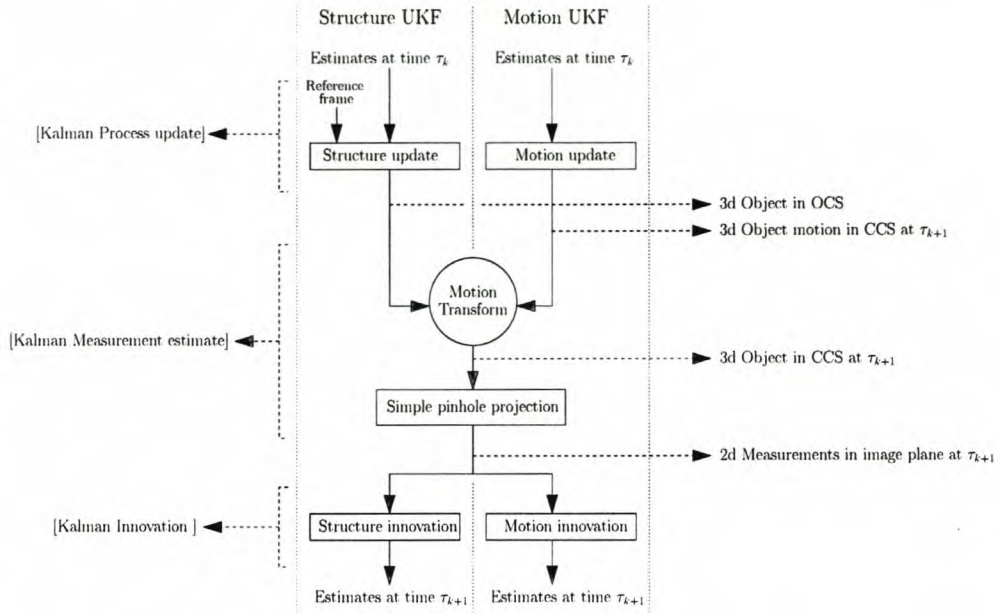 Structure UKF
Motion UKF
Estimates at time τk
Estimates at time τk
Reference
frame
[Kalman Process update]
Structure update
Motion update
3d Object in OCS
3d Object motion in CCS at τk+1
Motion
Transform
[Kalman Measurement estimate]
3d Object in CCS at τk+1
Simple pinhole projection
2d Measurements in image plane at τk+1
[Kalman Innovation ]
Structure innovation
Motion innovation
Estimates at time τk+1
Estimates at time τk+1